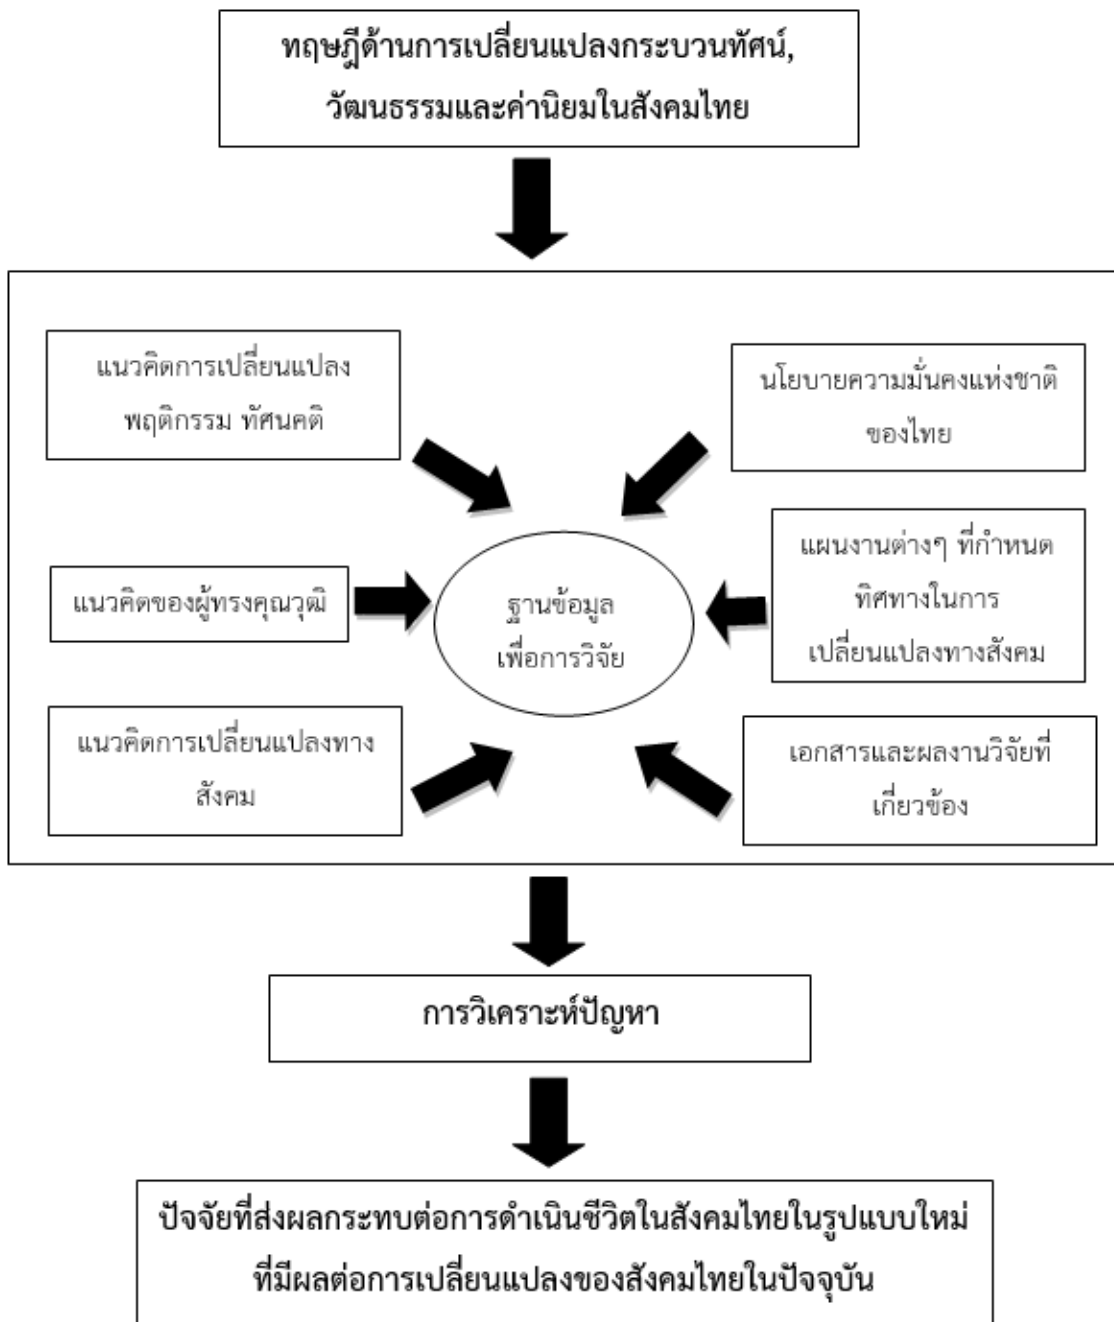 ทฤษฎีด้านการเปลี่ยนแปลงกระบวนทัศน์,
วัฒนธรรมและค่านิยมในสังคมไทย
แนวคิดการเปลี่ยนแปลง
พฤติกรรม ทัศนคติ
นโยบายความมั่นคงแห่งชาติ
ของไทย
แนวคิดของผู้ทรงคุณวุฒิ
ฐานข้อมูล
เพื่อการวิจัย
แผนงานต่างๆ ที่กำหนด
ทิศทางในการ
เปลี่ยนแปลงทางสังคม
แนวคิดการเปลี่ยนแปลงทาง
สังคม
เอกสารและผลงานวิจัยที่
เกี่ยวข้อง
การวิเคราะห์ปัญหา
ปัจจัยที่ส่งผลกระทบต่อการดำเนินชีวิตในสังคมไทยในรูปแบบใหม่
ที่มีผลต่อการเปลี่ยนแปลงของสังคมไทยในปัจจุบัน